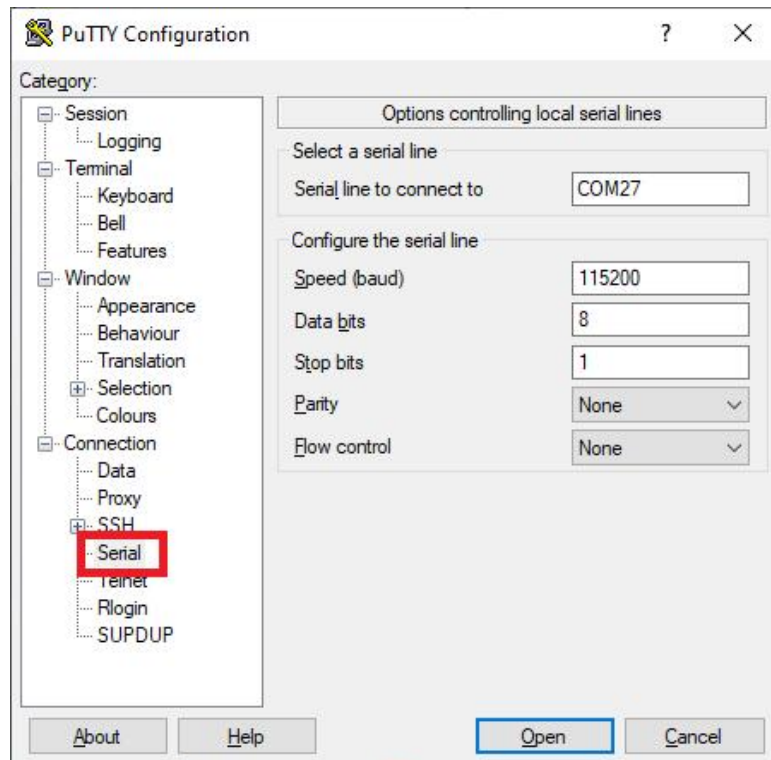 PuTTY Configuration
?
Category:
Session
Logging
Terminal
Keyboard
Bell
Features
Window
Appearance
Behaviour
Translation
Selection
Colours
Connection
Data
Proxy
SSH
Serial
Telnet
Rlogin
SUPDUP
Options controlling local serial lines
Select a serial line
Serial line to connect to COM27
Configure the serial line
Speed (baud) 115200
Data bits 8
Stop bits 1
Parity None
Flow control None
About Help Open Cancel